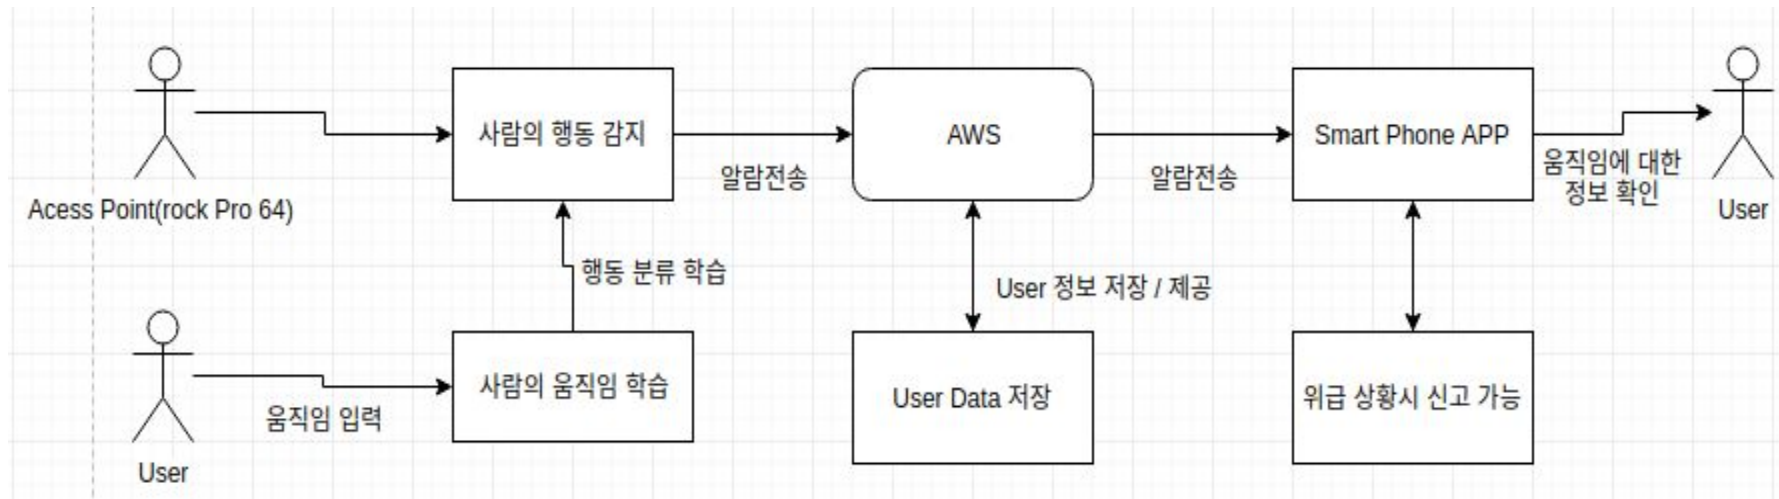 사람의 행동 감지
AWS
Smart Phone APP
알람전송
알람전송
움직임에 대한
정보 확인
Acess Point(rock Pro 64)
User
행동 분류 학습
User 정보 저장 / 제공
사람의 움직임 학습
User Data 저장
위급 상황시 신고 가능
움직임 입력
User